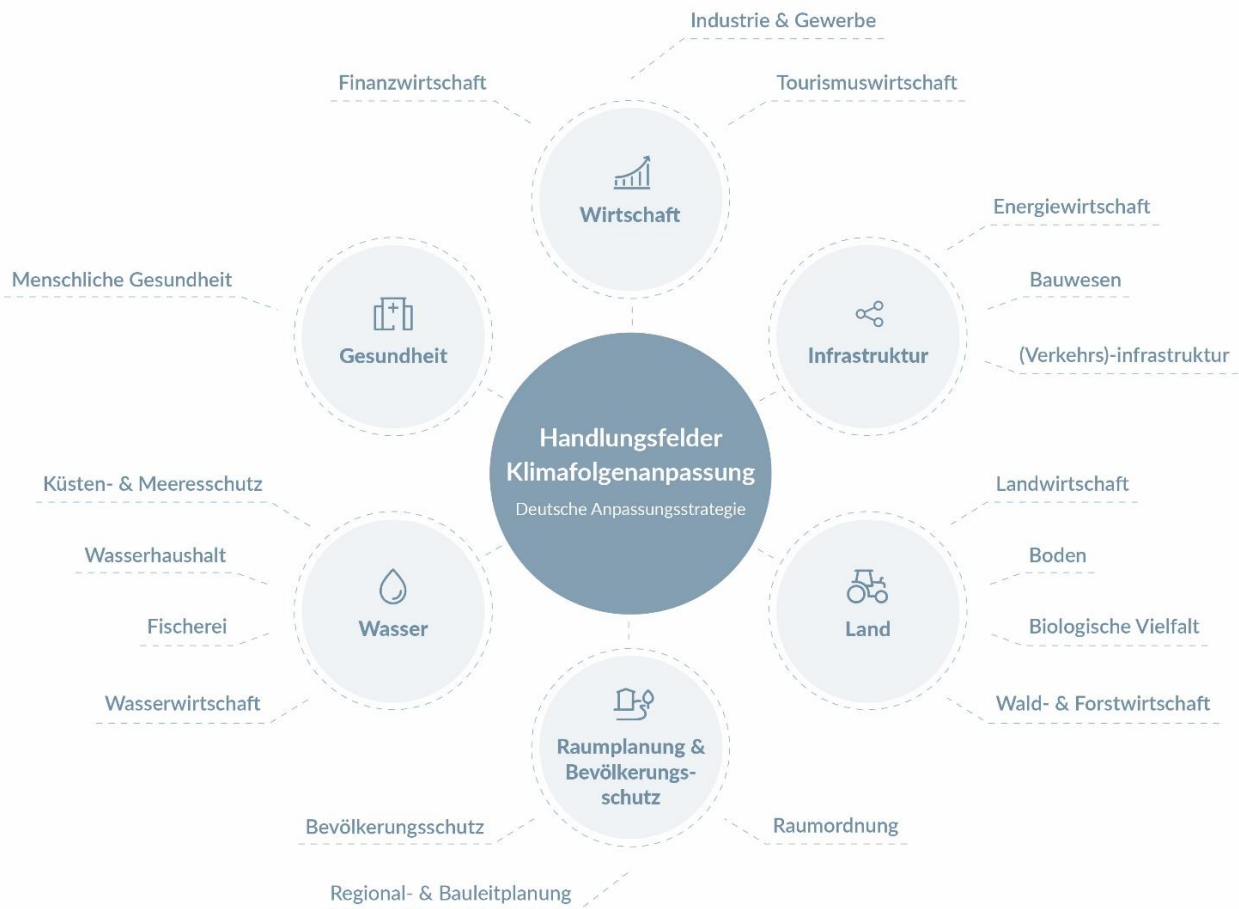 Industrie & Gewerbe
Finanzwirtschaft
Tourismuswirtschaft
Wirtschaft
Energiewirtschaft
Bauwesen
(Verkehrs)-infrastruktur
Infrastruktur
Menschliche Gesundheit
Gesundheit
Handlungsfelder
Klimafolgenanpassung
Deutsche Anpassungsstrategie
Küsten- & Meeresschutz
Wasserhaushalt
Fischerei
Wasserwirtschaft
Wasser
Landwirtschaft
Boden
Biologische Vielfalt
Wald- & Forstwirtschaft
Land
Raumplanung &
Bevölkerungs-
schutz
Bevölkerungsschutz
Raumordnung
Regional- & Bauleitplanung